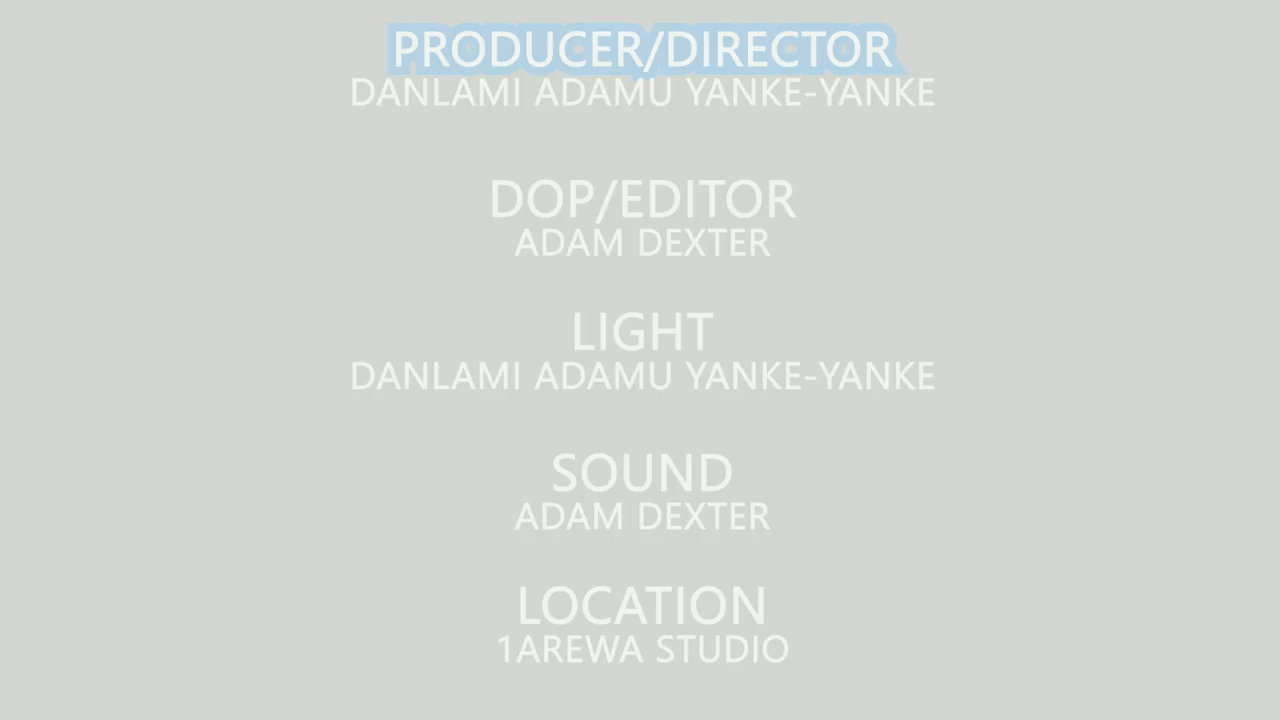 PRODUCER/DIRECTOR
DANLAMI ADAMU YANKE-YANKE
DOP/EDITOR
ADAM DEXTER
LIGHT
DANLAMI ADAMU YANKE-YANKE
SOUND
ADAM DEXTER
LOCATION
1AREWA STUDIO